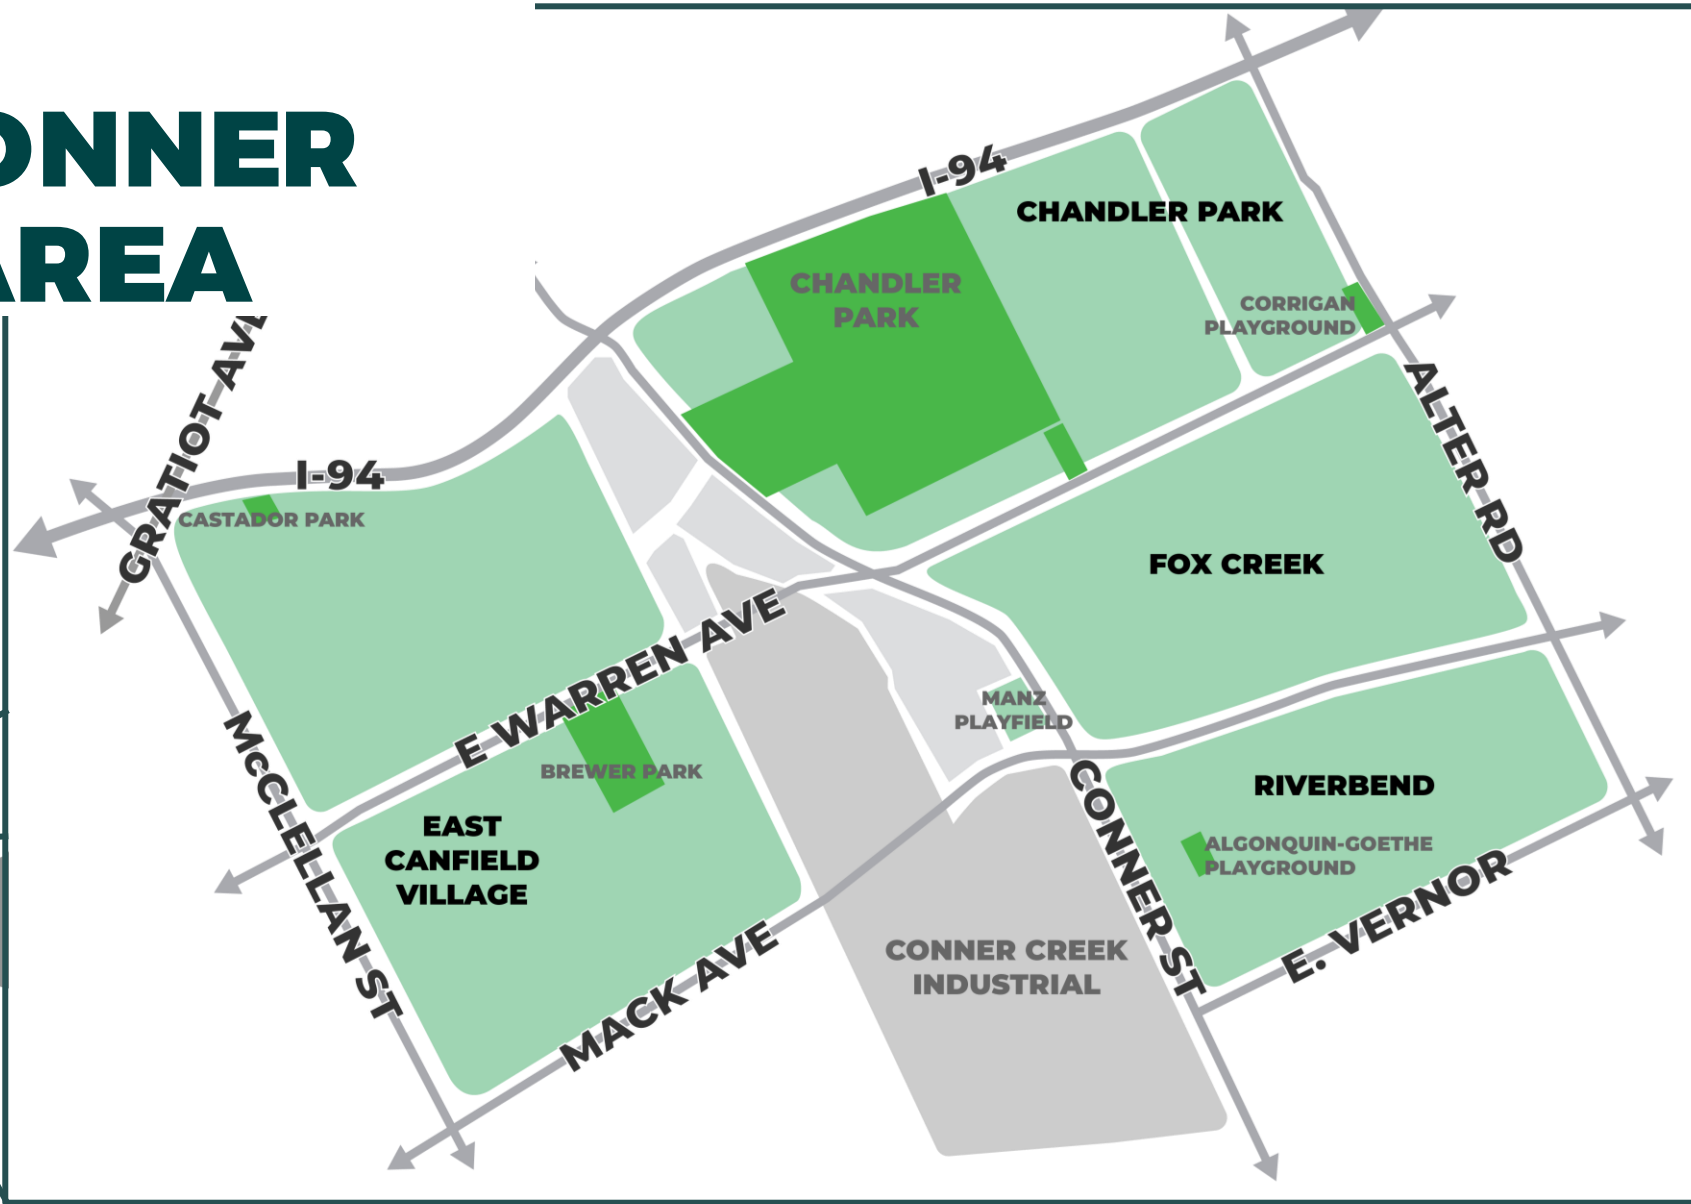 ONNER
AREA
I-94
CHANDLER PARK
CHANDLER
PARK
CORRIGAN
PLAYGROUND
GRATIOT AVE
I-94
CASTADOR PARK
ALTER RD
FOX CREEK
E WARREN AVE
MANZ
PLAYFIELD
BREWER PARK
McCLELLAN ST
EAST
CANFIELD
VILLAGE
CONNER ST
RIVERBEND
ALGONQUIN-GOETHE
PLAYGROUND
E. VERNOR
MACK AVE
CONNER CREEK
INDUSTRIAL